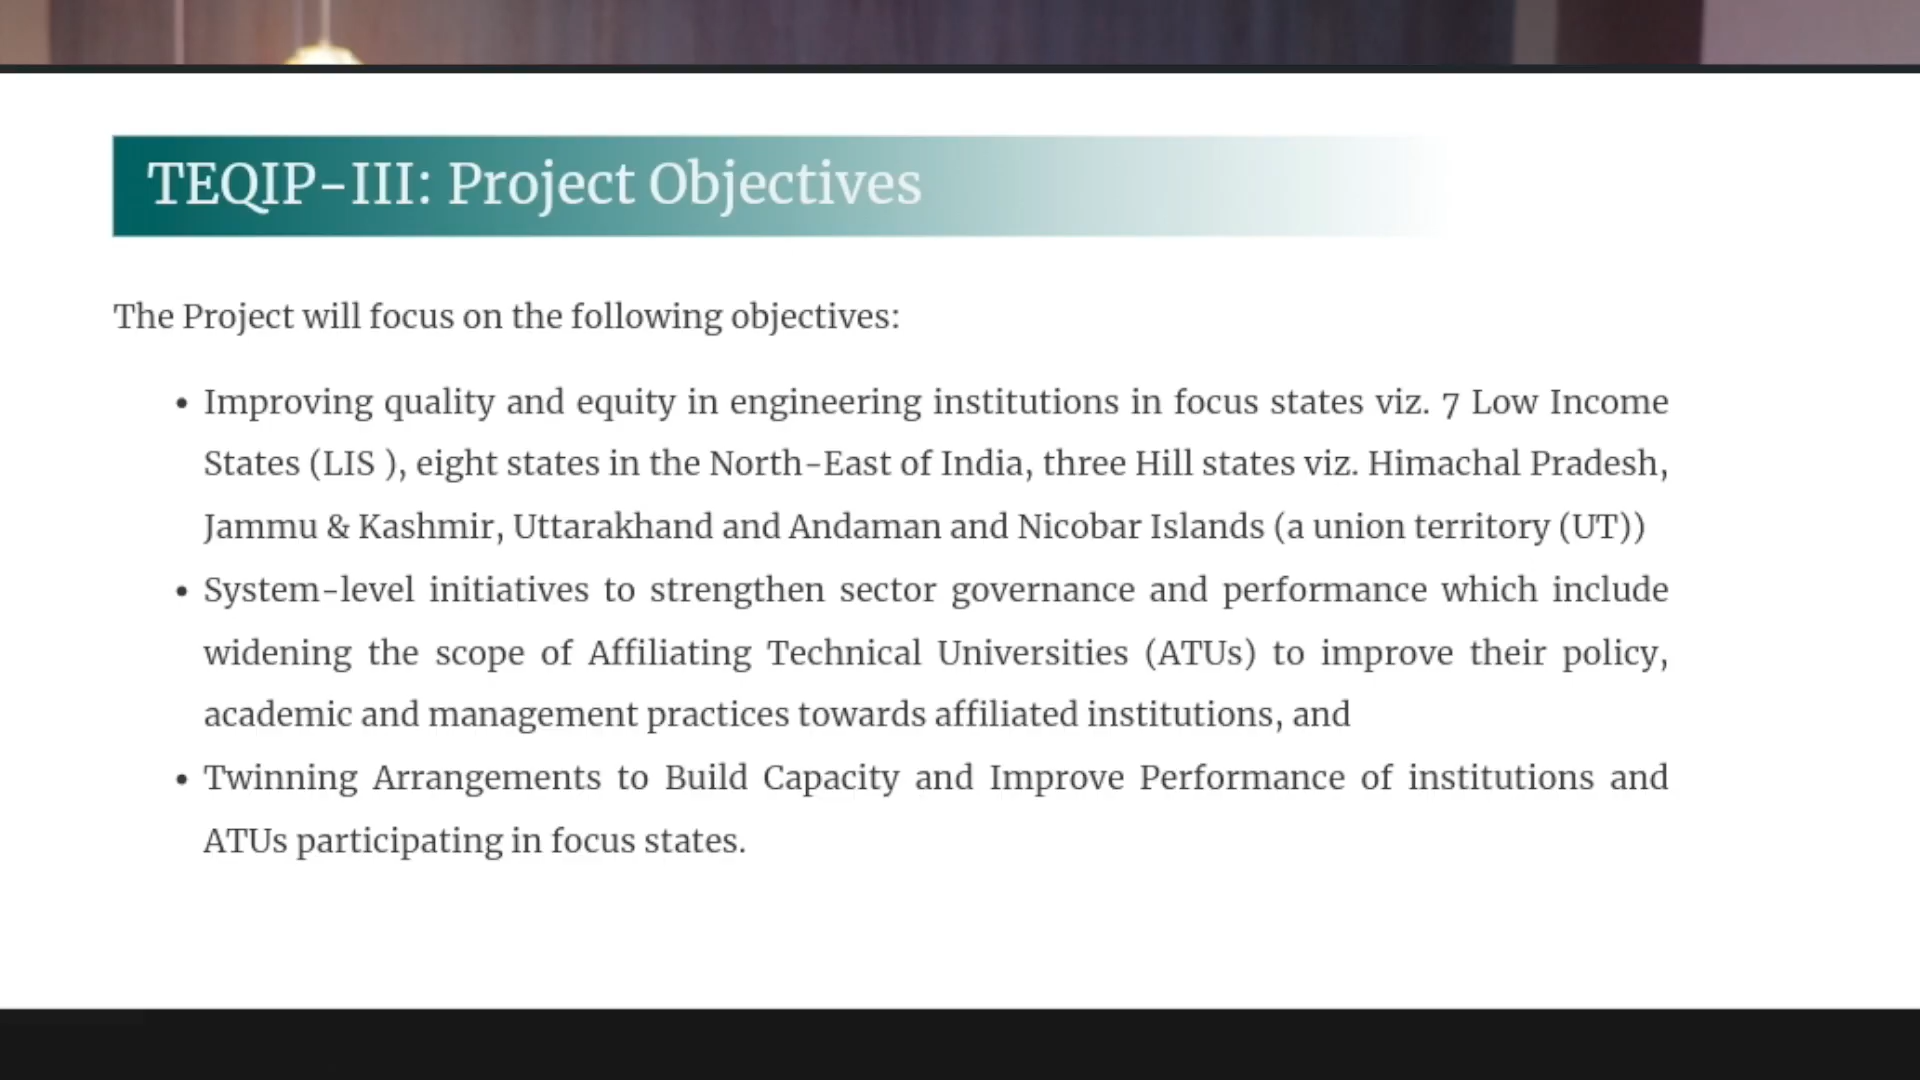 TEQIP-III: Project Objectives
The Project will focus on the following objectives:
• Improving quality and equity in engineering institutions in focus states viz. 7 Low Income
States (LIS ), eight states in the North-East of India, three Hill states viz. Himachal Pradesh,
Jammu & Kashmir, Uttarakhand and Andaman and Nicobar Islands (a union territory (UT))
• System-level initiatives to strengthen sector governance and performance which include
widening the scope of Affiliating Technical Universities (ATUs) to improve their policy,
academic and management practices towards affiliated institutions, and
• Twinning Arrangements to Build Capacity and Improve Performance of institutions and
ATUs participating in focus states.